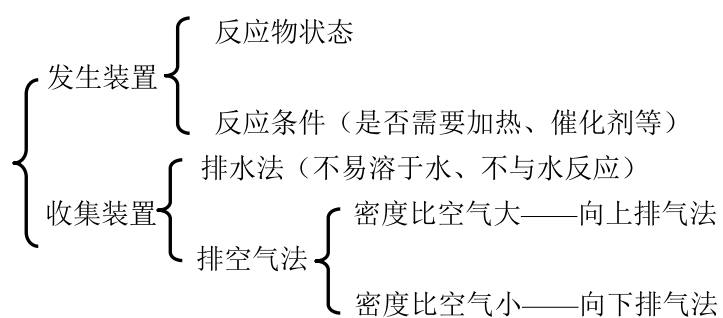 反应物状态
发生装置
反应条件（是否需要加热、催化剂等）
排水法（不易溶于水、不与水反应）
收集装置
密度比空气大——向上排气法
排空气法
密度比空气小——向下排气法